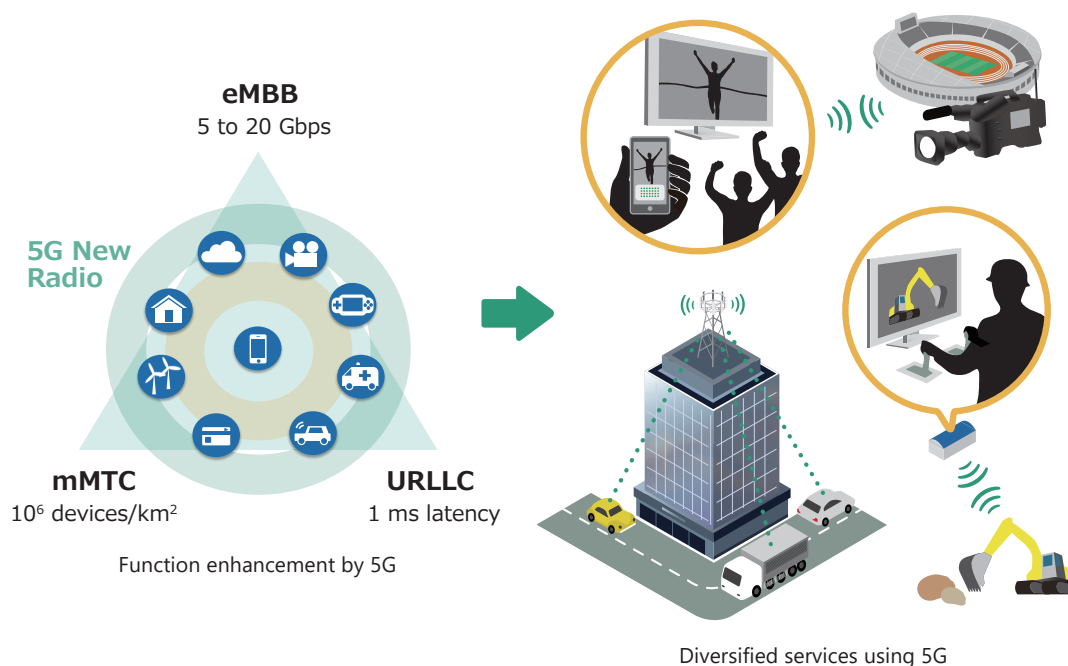 eMBB
5 to 20 Gbps
5G New
Radio
mMTC
10⁶ devices/km²
URLLC
1 ms latency
Function enhancement by 5G
Diversified services using 5G